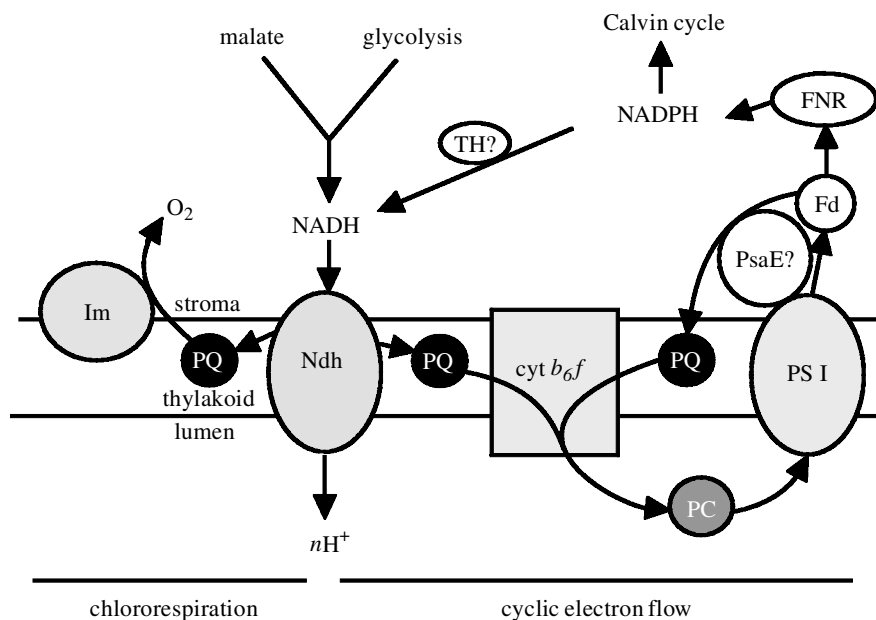 Calvin cycle
malate
glycolysis
FNR
NADPH
TH?
Fd
O2
NADH
PsaE?
stroma
Im
PQ
Ndh
PQ
cyt b6f
PQ
PS I
thylakoid
lumen
PC
nH+
chlororespiration
cyclic electron flow